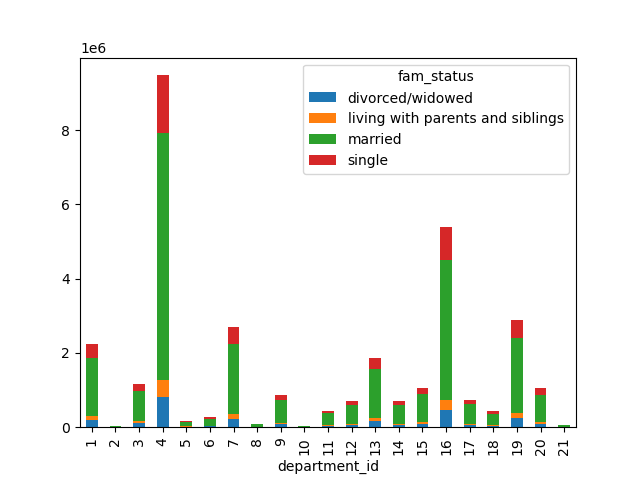 1e6
fam_status
divorced/widowed
living with parents and siblings
married
single
8
6
4
2
0
1 2 3 4 5 6 7 8 9 10 11 12 13 14 15 16 17 18 19 20 21
department_id